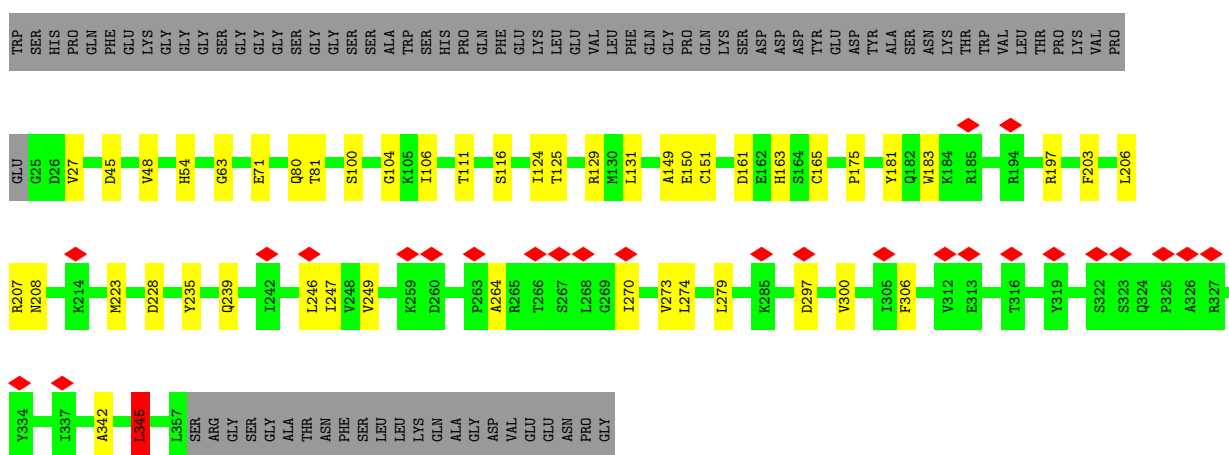 TRP SER HIS PRO GLN PHE GLU LYS GLY GLY GLY SER GLY GLY GLY SER GLY GLY SER SER ALA TRP SER HIS PRO GLN PHE GLU LYS LEU GLU VAL LEU PHE GLN GLY PRO GLN LYS SER ASP ASP ASP TYR GLU ASP TYR ALA SER ASN LYS THR TRP VAL LEU THR PRO LYS VAL PRO
GLU G25 D26 V27 D45 V48 H54 G63 E71 Q80 T81 S100 G104 K105 I106 T111 S116 I124 T125 R129 M130 L131 A149 E150 C151 D161 E162 H163 S164 C165 P175 Y181 Q182 W183 K184 R185 R194 R197 F203 L206
R207 N208 K214 M223 D228 Y235 Q239 I242 L246 I247 V248 V249 K259 D260 P263 A264 R265 T266 S267 L268 G269 I270 V273 L274 L279 K285 D297 V300 I305 F306 V312 E313 T316 Y319 S322 S323 Q324 P325 A326 R327
Y334 I337 A342 L345 L357 SER ARG GLY SER GLY ALA THR ASN PHE SER LEU LEU LYS GLN ALA GLY ASP VAL GLU GLU ASN PRO GLY